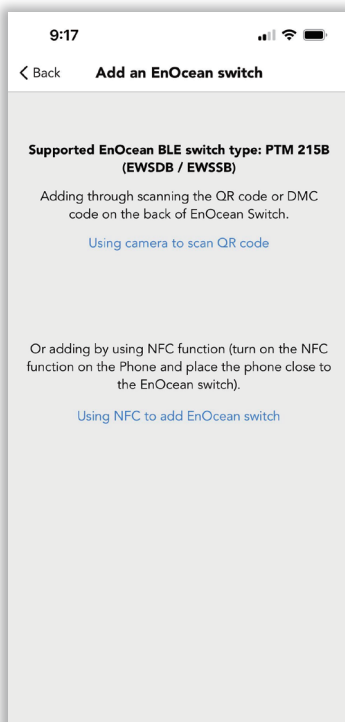 9:17
Back Add an EnOcean switch
Supported EnOcean BLE switch type: PTM 215B
(EWSDB / EWSSB)
Adding through scanning the QR code or DMC
code on the back of EnOcean Switch.
Using camera to scan QR code
Or adding by using NFC function (turn on the NFC
function on the Phone and place the phone close to
the EnOcean switch).
Using NFC to add EnOcean switch